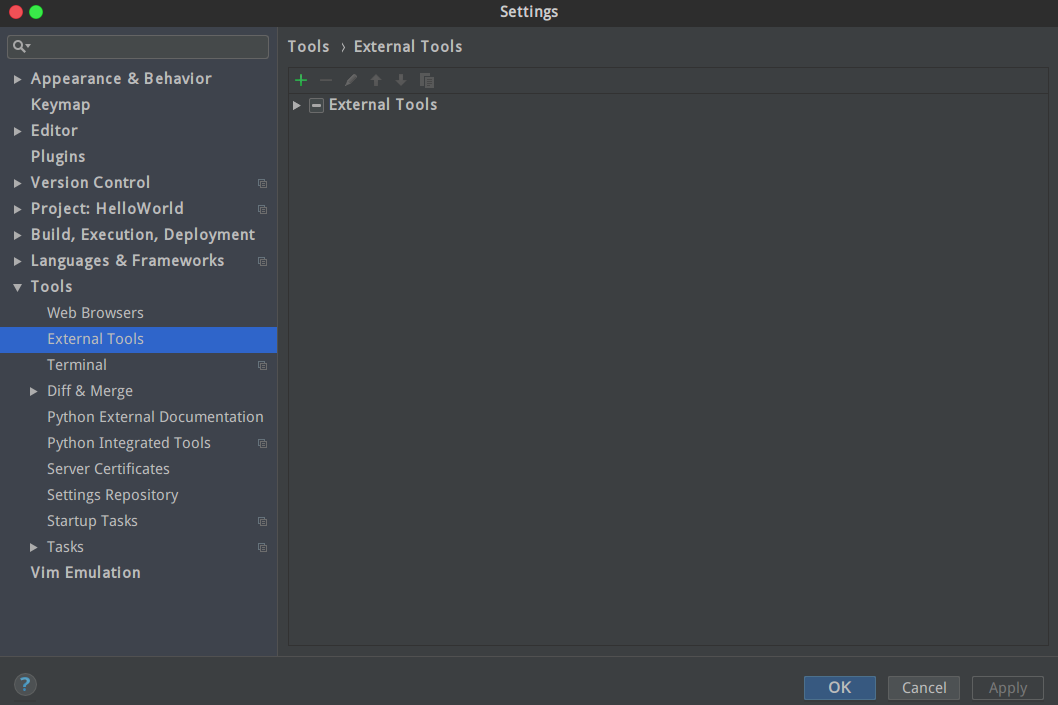 Settings
Appearance & Behavior
Keymap
Editor
Plugins
Version Control
Project: HelloWorld
Build, Execution, Deployment
Languages & Frameworks
Tools
Web Browsers
External Tools
Terminal
Diff & Merge
Python External Documentation
Python Integrated Tools
Server Certificates
Settings Repository
Startup Tasks
Tasks
Vim Emulation
Tools › External Tools
External Tools
?
OK
Cancel
Apply